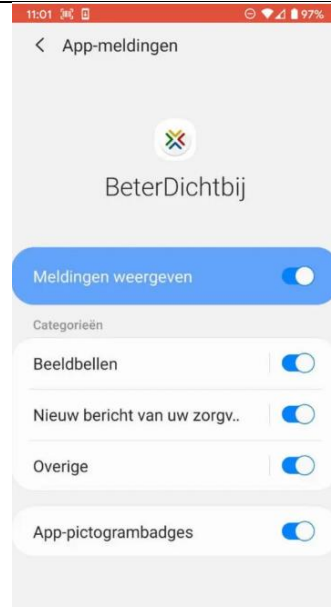 11:01 97%
App-meldingen
BeterDichtbij
Meldingen weergeven
Categorieën
Beeldbellen
Nieuw bericht van uw zorgv..
Overige
App-pictogrambadges